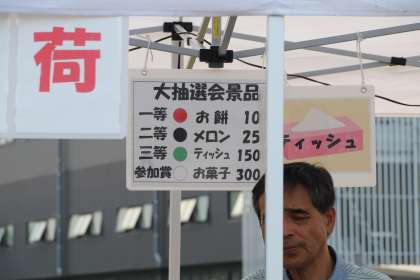 荷
大抽選会景品
一等 お餅 10
二等 メロン 25
三等 ティッシュ 150
参加賞 お菓子 300
ティッシュ